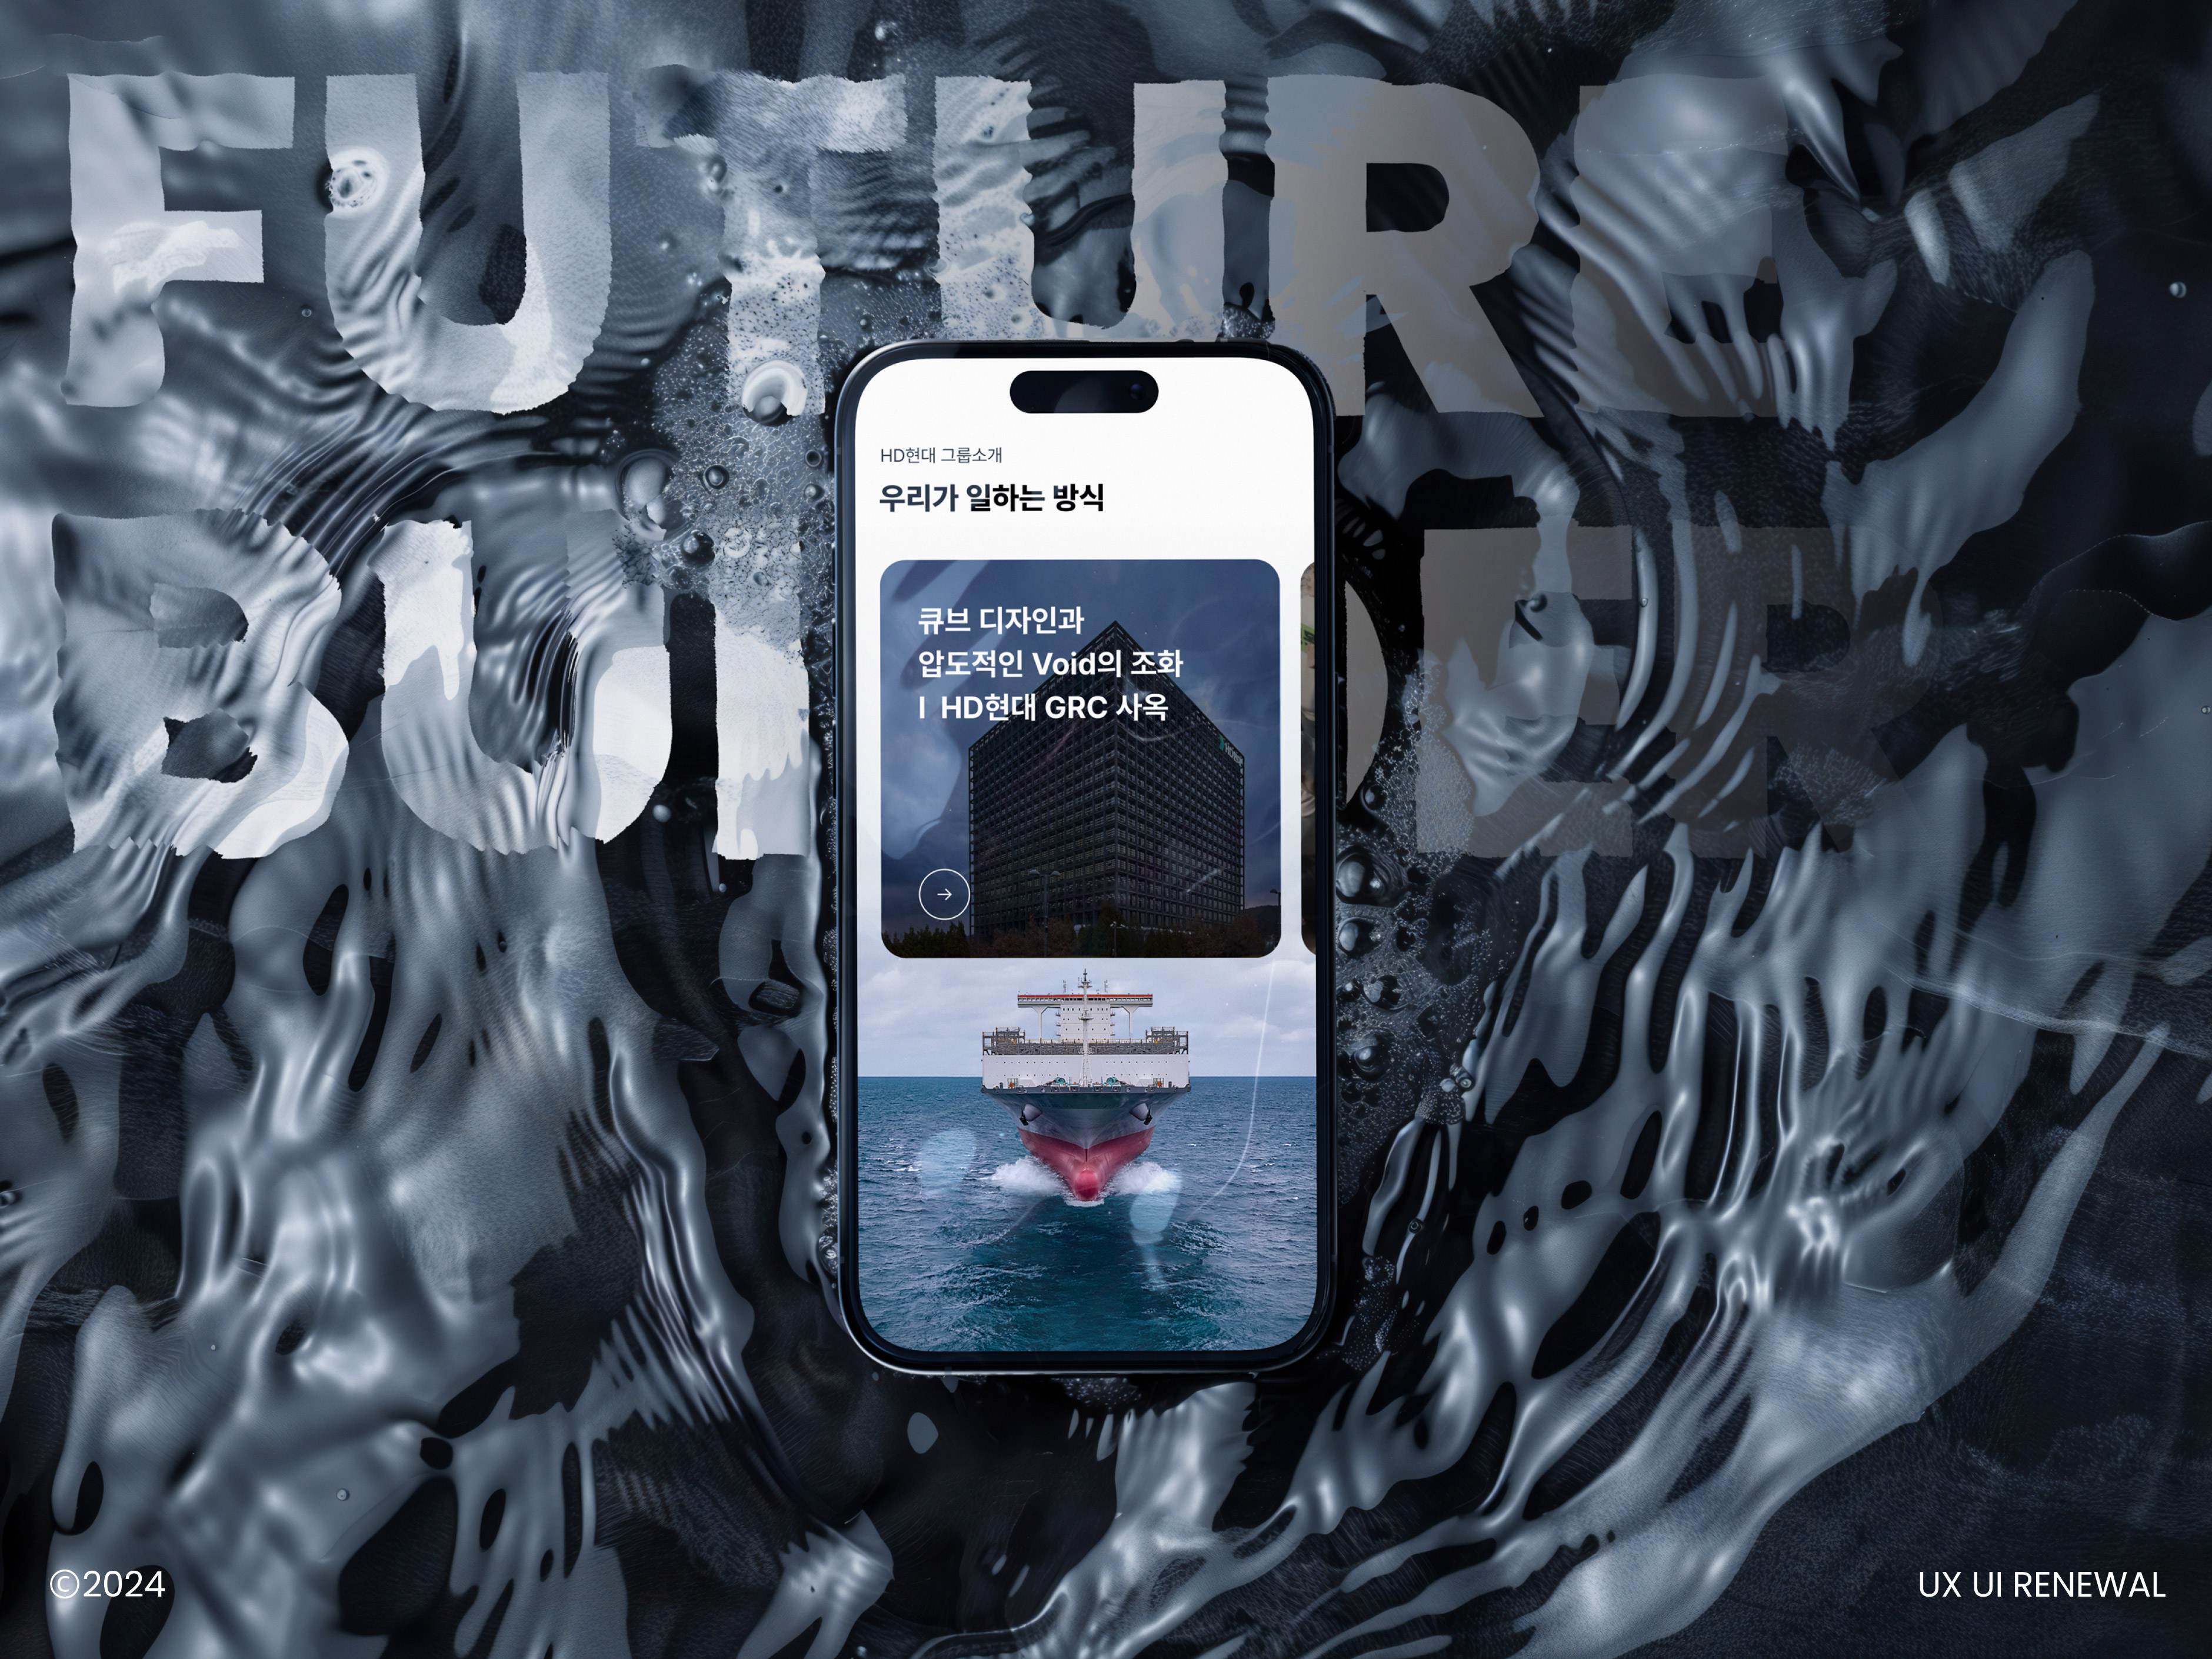 FUTURE
BUILDER
HD현대 그룹소개
우리가 일하는 방식
큐브 디자인과
압도적인 Void의 조화
I HD현대 GRC 사옥
©2024
UX UI RENEWAL